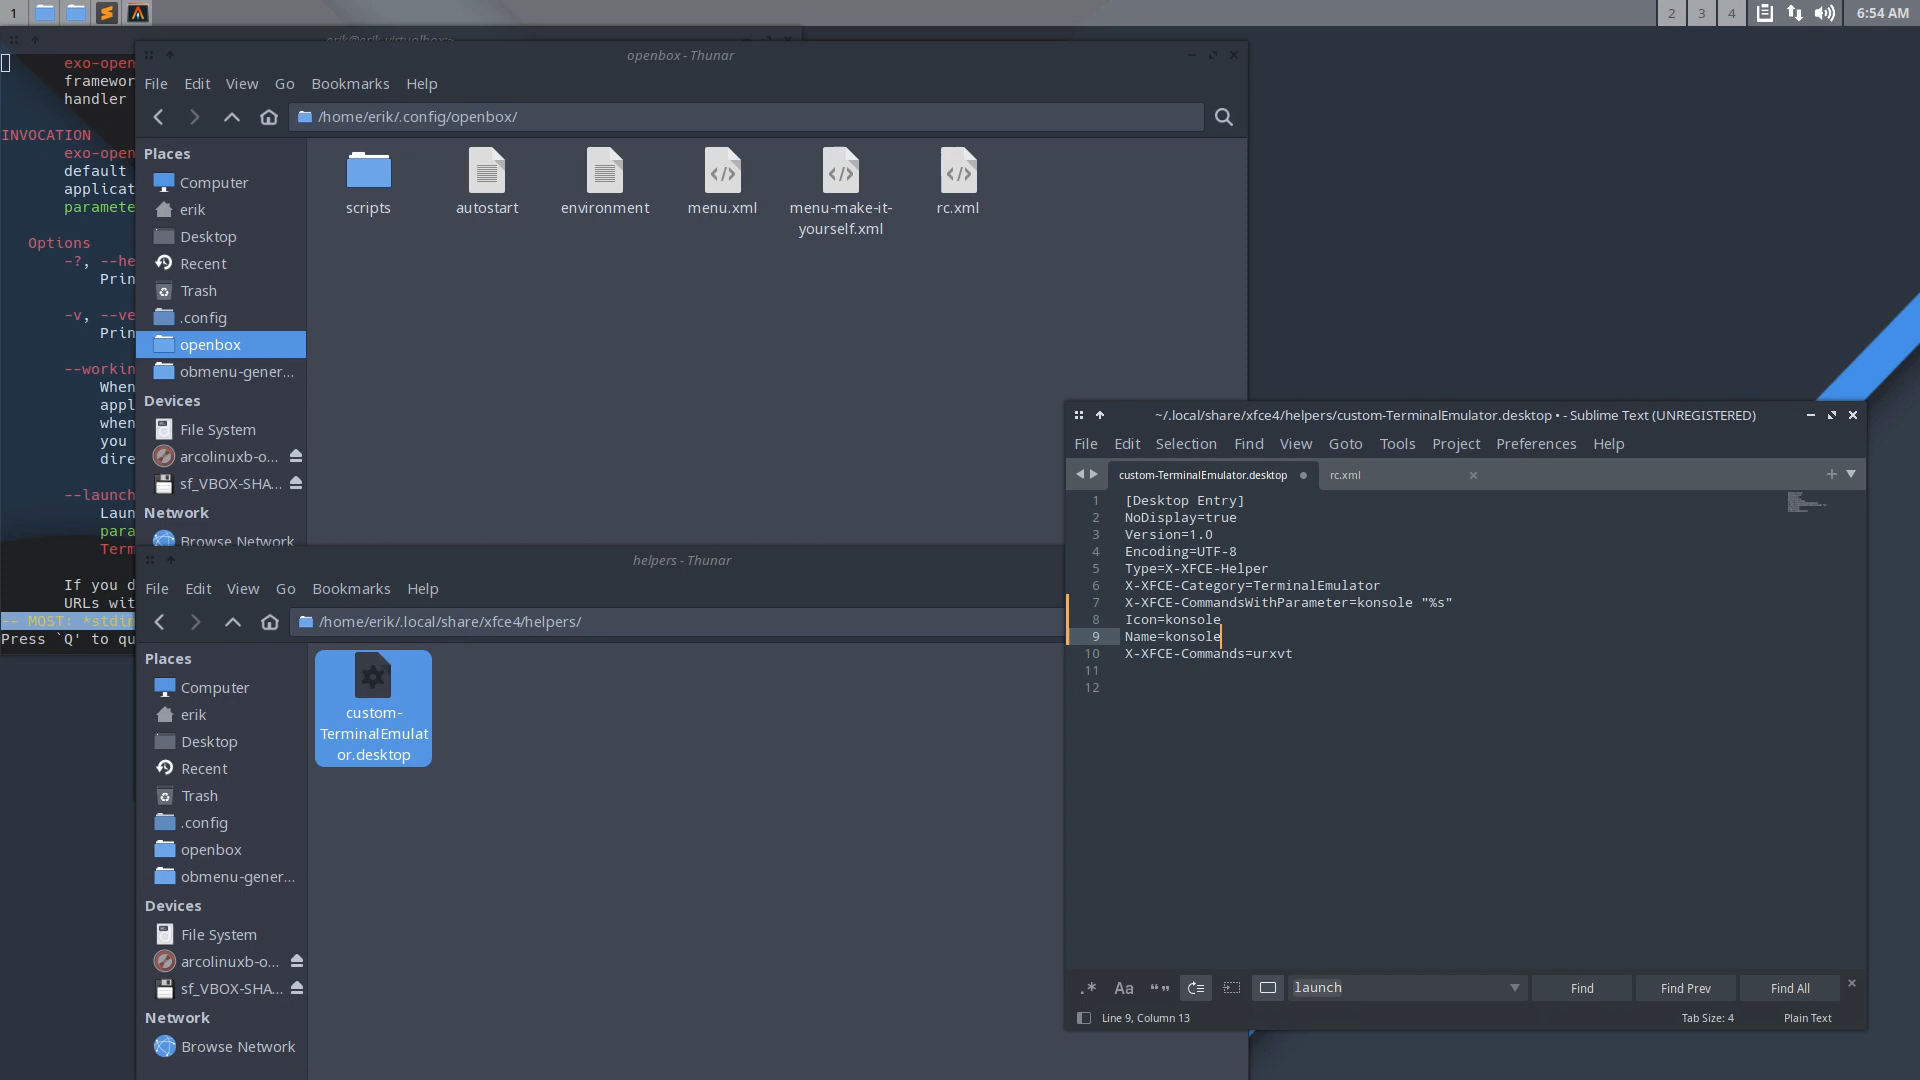 1
2
3
4
6:54 AM
erik@erik-virtualbox:~
exo-open
framewor
handler
INVOCATION
exo-open
default
applicat
paramete
Options
-?, --he
Prin
-v, --ve
Prin
--workin
When
appl
when
you
dire
--launch
Laun
para
Term
If you d
URLs wit
-- MOST: *stdin
Press `Q' to qu
openbox - Thunar
File Edit View Go Bookmarks Help
/home/erik/.config/openbox/
Places
Computer
erik
Desktop
Recent
Trash
.config
openbox
obmenu-gener...
Devices
File System
arcolinuxb-o...
sf_VBOX-SHA...
Network
Browse Network
scripts
autostart
environment
menu.xml
menu-make-it-
yourself.xml
rc.xml
helpers - Thunar
File Edit View Go Bookmarks Help
/home/erik/.local/share/xfce4/helpers/
Places
Computer
erik
Desktop
Recent
Trash
.config
openbox
obmenu-gener...
Devices
File System
arcolinuxb-o...
sf_VBOX-SHA...
Network
Browse Network
custom-
TerminalEmulat
or.desktop
~/.local/share/xfce4/helpers/custom-TerminalEmulator.desktop • - Sublime Text (UNREGISTERED)
File Edit Selection Find View Goto Tools Project Preferences Help
custom-TerminalEmulator.desktop
rc.xml
1 [Desktop Entry]
2 NoDisplay=true
3 Version=1.0
4 Encoding=UTF-8
5 Type=X-XFCE-Helper
6 X-XFCE-Category=TerminalEmulator
7 X-XFCE-CommandsWithParameter=konsole "%s"
8 Icon=konsole
9 Name=konsole
10 X-XFCE-Commands=urxvt
11
12
.* Aa “” launch Find Find Prev Find All
Line 9, Column 13 Tab Size: 4 Plain Text